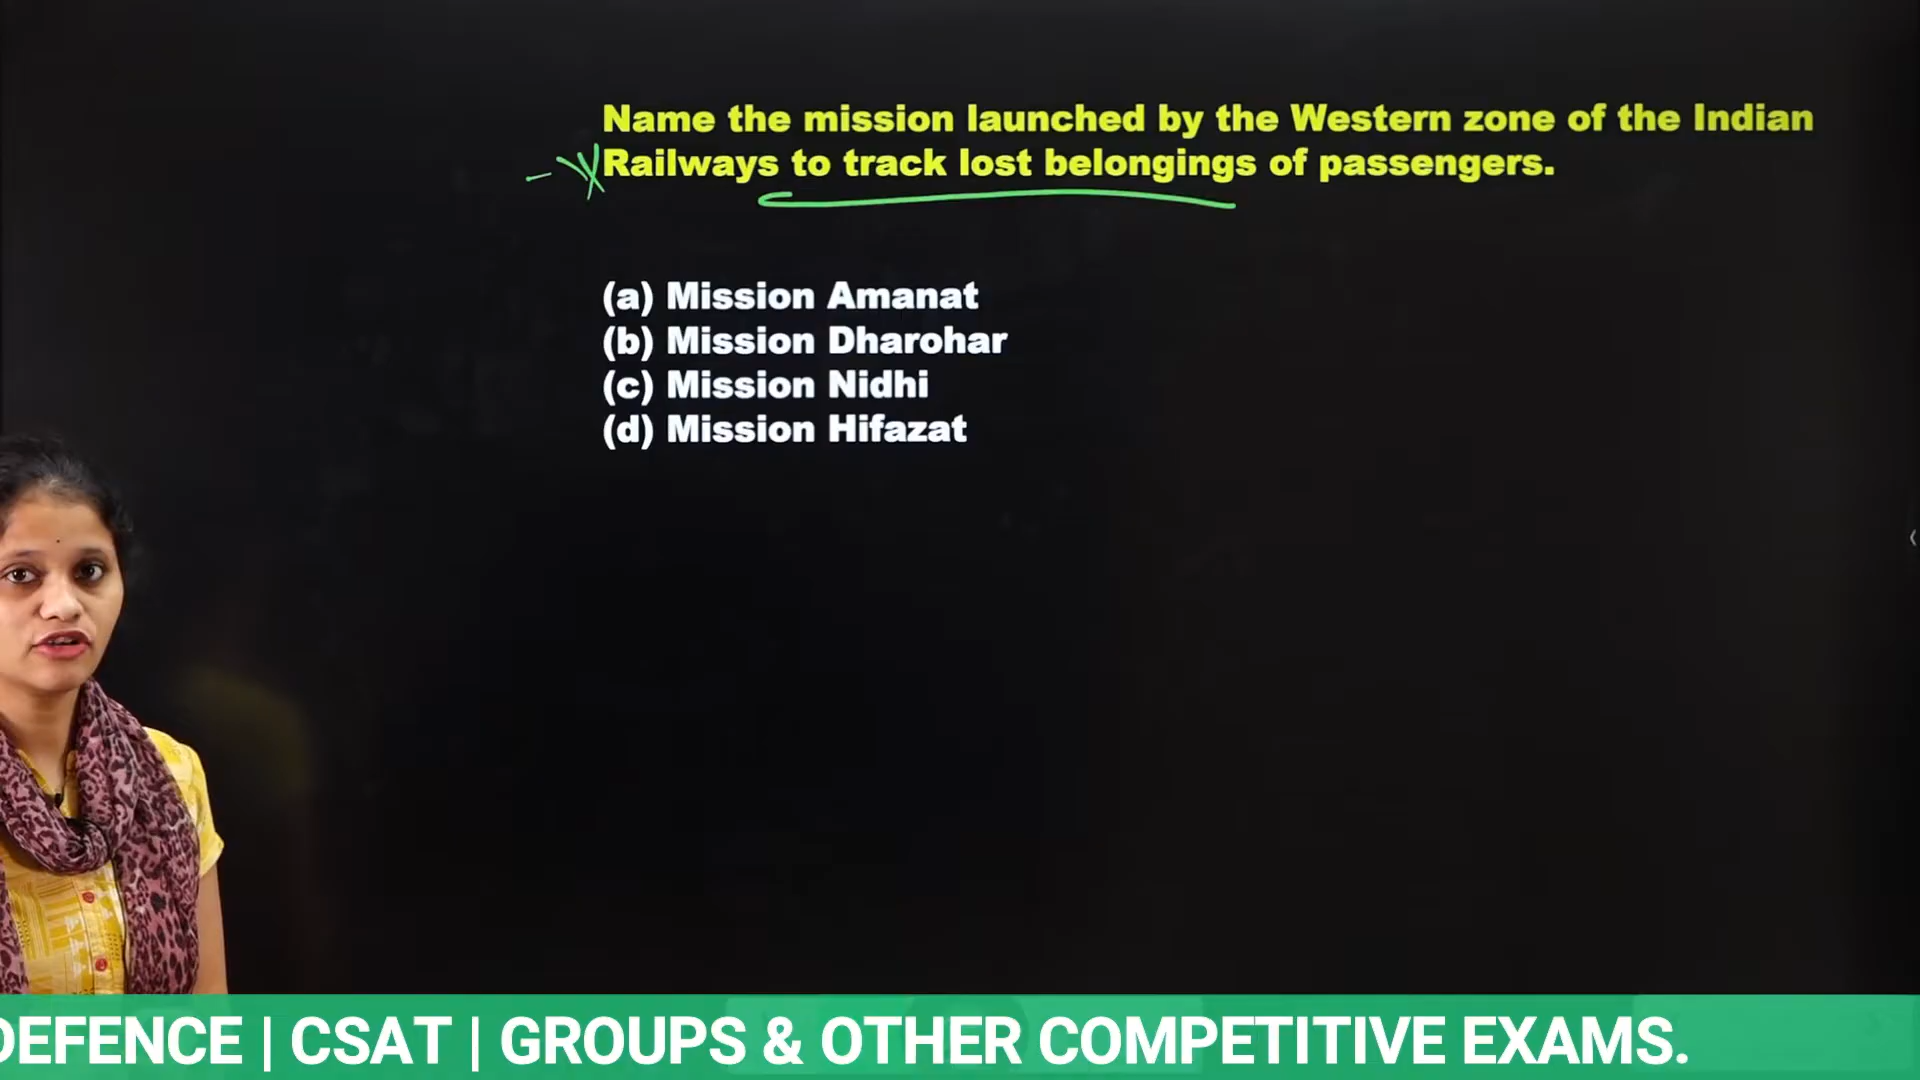 Name the mission launched by the Western zone of the Indian
Railways to track lost belongings of passengers.
(a) Mission Amanat
(b) Mission Dharohar
(c) Mission Nidhi
(d) Mission Hifazat
DEFENCE | CSAT | GROUPS & OTHER COMPETITIVE EXAMS.